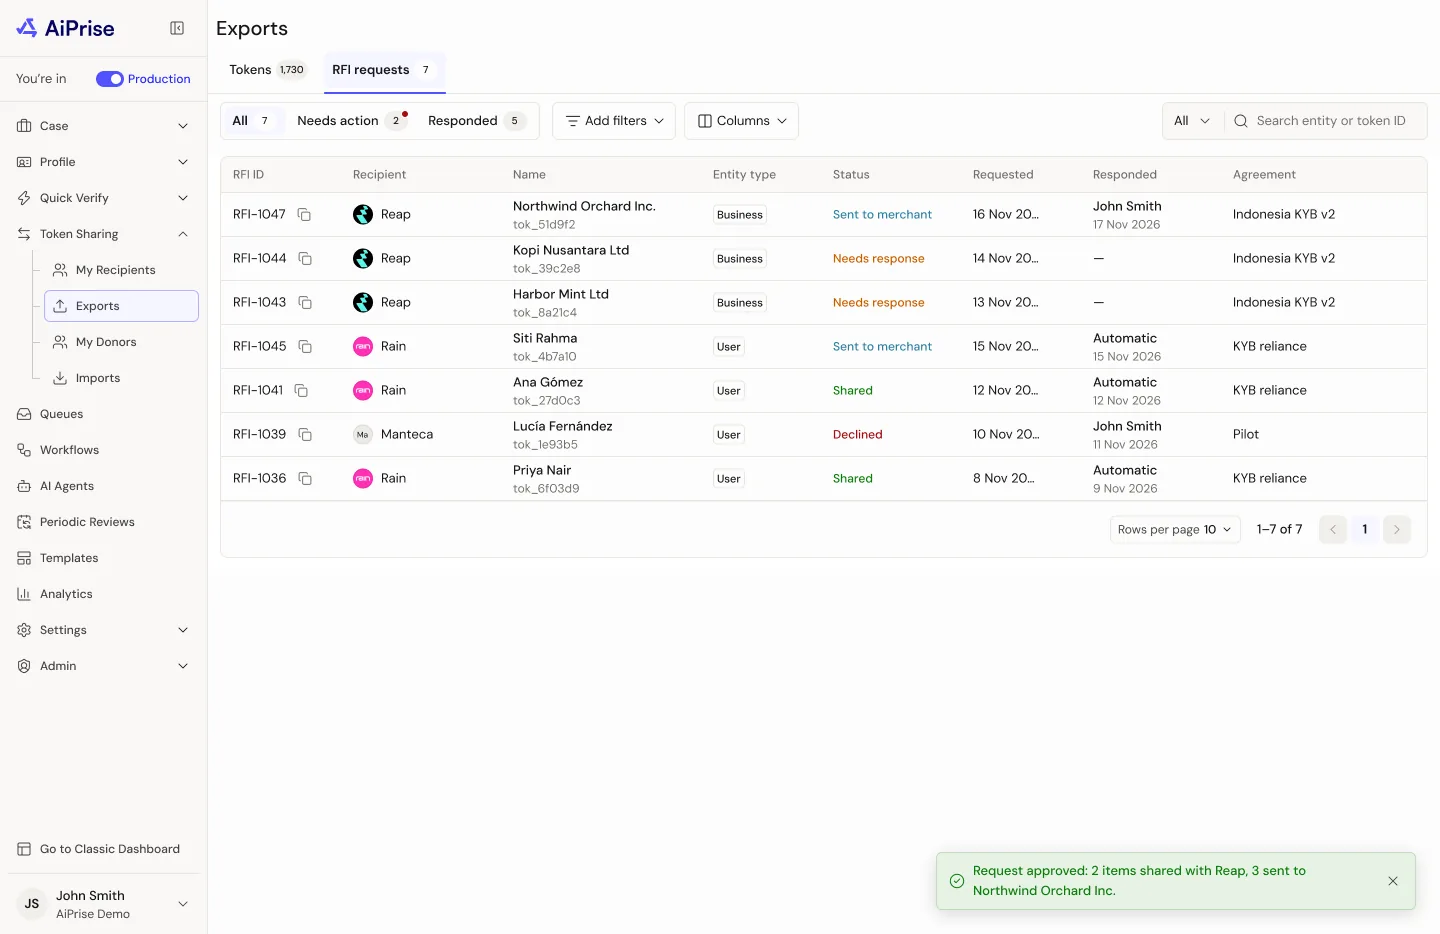 AiPrise
You're in
Production
Case
Profile
Quick Verify
Token Sharing
My Recipients
Exports
My Donors
Imports
Queues
Workflows
AI Agents
Periodic Reviews
Templates
Analytics
Settings
Admin
Go to Classic Dashboard
JS
John Smith
AiPrise Demo
Exports
Tokens 1,730
RFI requests 7
All 7
Needs action 2
Responded 5
Add filters
Columns
All
Search entity or token ID
RFI ID Recipient Name Entity type Status Requested Responded Agreement
RFI-1047 Reap Northwind Orchard Inc. Business Sent to merchant 16 Nov 20... John Smith Indonesia KYB v2
tok_51d9f2 17 Nov 2026
RFI-1044 Reap Kopi Nusantara Ltd Business Needs response 14 Nov 20... — Indonesia KYB v2
tok_39c2e8
RFI-1043 Reap Harbor Mint Ltd Business Needs response 13 Nov 20... — Indonesia KYB v2
tok_8a21c4
RFI-1045 rain Rain Siti Rahma User Sent to merchant 15 Nov 20... Automatic KYB reliance
tok_4b7a10 15 Nov 2026
RFI-1041 rain Rain Ana Gómez User Shared 12 Nov 20... Automatic KYB reliance
tok_27d0c3 12 Nov 2026
RFI-1039 Ma Manteca Lucía Fernández User Declined 10 Nov 20... John Smith Pilot
tok_1e93b5 11 Nov 2026
RFI-1036 rain Rain Priya Nair User Shared 8 Nov 20... Automatic KYB reliance
tok_6f03d9 9 Nov 2026
Rows per page 10
1–7 of 7
1
Request approved: 2 items shared with Reap, 3 sent to
Northwind Orchard Inc.